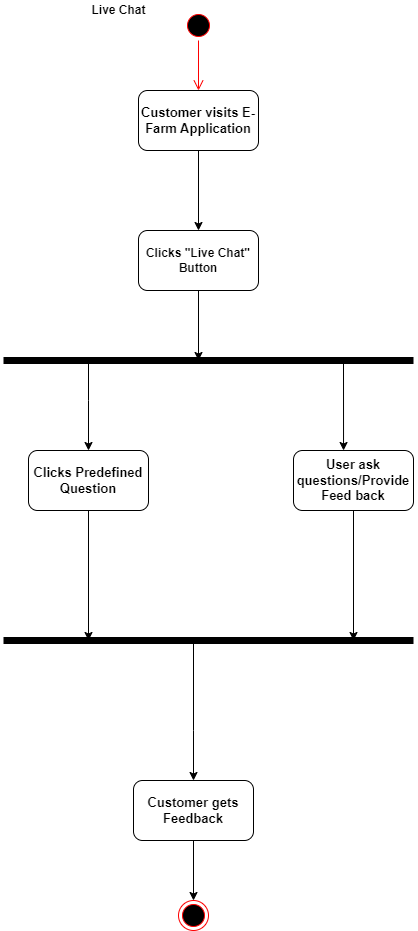 Live Chat
Customer visits E-
Farm Application
Clicks "Live Chat"
Button
Clicks Predefined
Question
User ask
questions/Provide
Feed back
Customer gets
Feedback